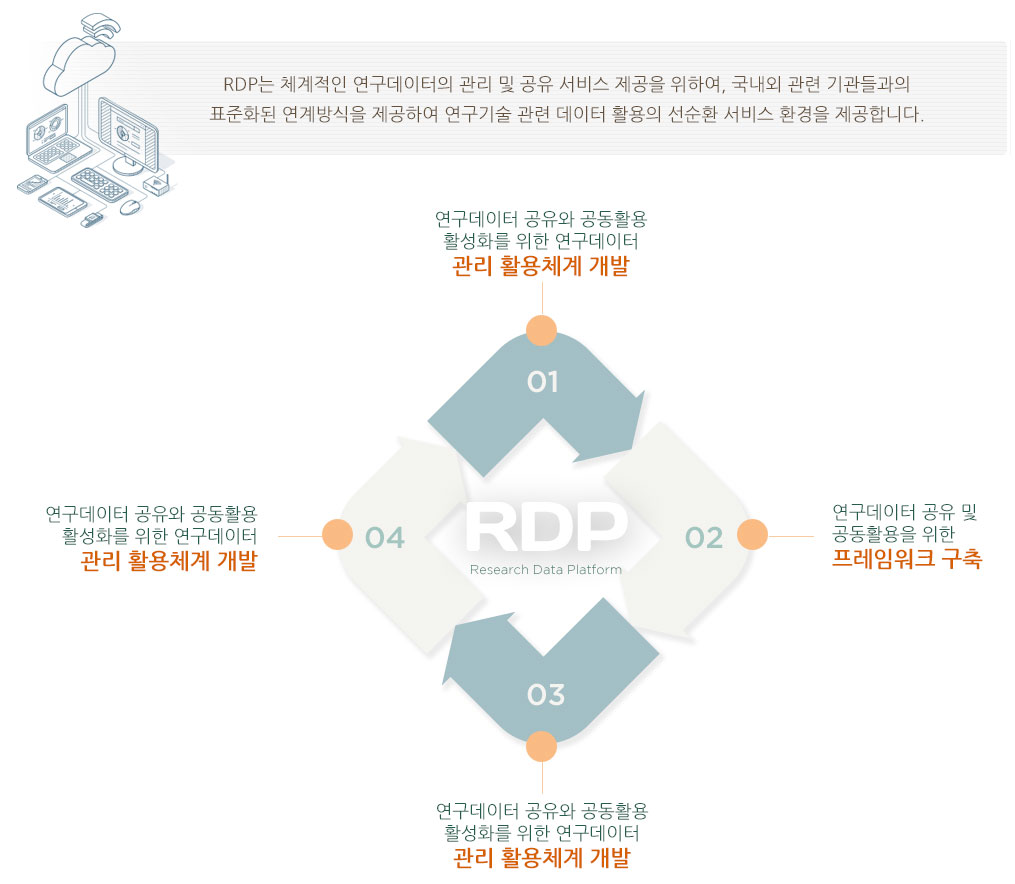 RDP는 체계적인 연구데이터의 관리 및 공유 서비스 제공을 위하여, 국내외 관련 기관들과의
표준화된 연계방식을 제공하여 연구기술 관련 데이터 활용의 선순환 서비스 환경을 제공합니다.
연구데이터 공유와 공동활용
활성화를 위한 연구데이터
관리 활용체계 개발
01
연구데이터 공유 및
공동활용을 위한
프레임워크 구축
02
연구데이터 공유와 공동활용
활성화를 위한 연구데이터
관리 활용체계 개발
04
RDP
Research Data Platform
03
연구데이터 공유와 공동활용
활성화를 위한 연구데이터
관리 활용체계 개발